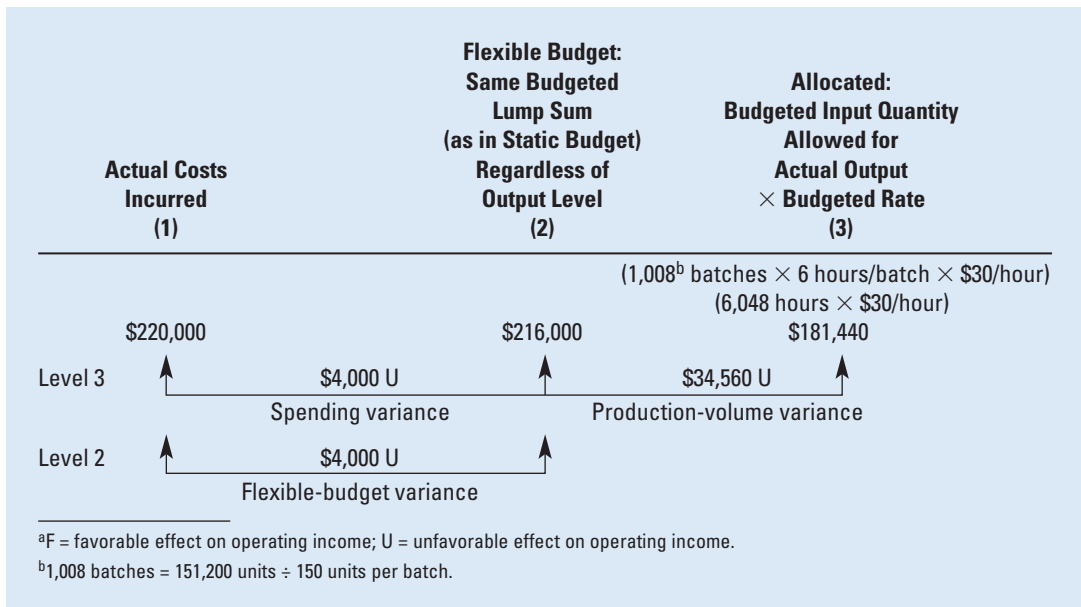 Flexible Budget:
Same Budgeted Allocated:
Lump Sum Budgeted Input Quantity
(as in Static Budget) Allowed for
Actual Costs Regardless of Actual Output
Incurred Output Level × Budgeted Rate
(1) (2) (3)
(1,008b batches × 6 hours/batch × $30/hour)
(6,048 hours × $30/hour)
$220,000 $216,000 $181,440
Level 3 $4,000 U $34,560 U
Spending variance Production-volume variance
Level 2 $4,000 U
Flexible-budget variance
aF = favorable effect on operating income; U = unfavorable effect on operating income.
b1,008 batches = 151,200 units ÷ 150 units per batch.